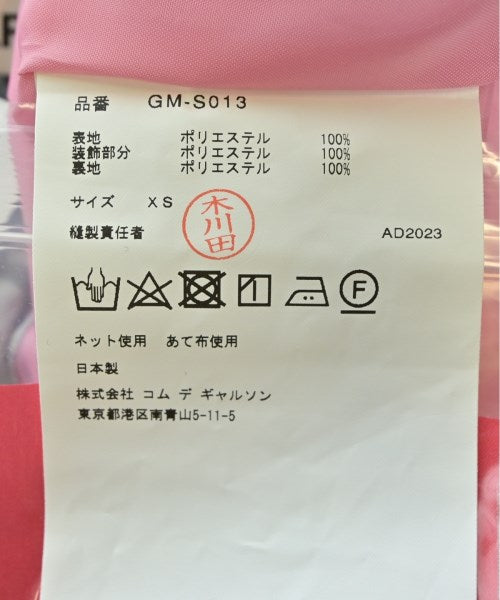 品番 GM-S013
表地 ポリエステル 100%
装飾部分 ポリエステル 100%
裏地 ポリエステル 100%
サイズ XS
木川田
縫製責任者 AD2023
F
ネット使用 あて布使用
日本製
株式会社 コム デ ギャルソン
東京都港区南青山5-11-5